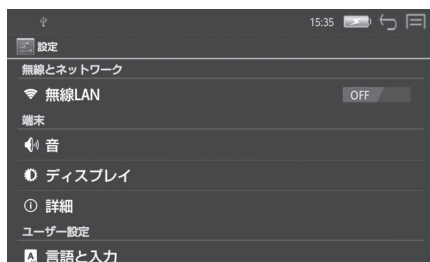 15:35
設定
無線とネットワーク
無線LAN
OFF
端末
音
ディスプレイ
詳細
ユーザー設定
言語と入力